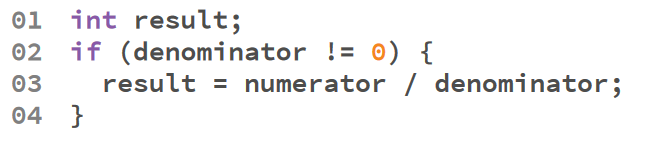 01 int result;
02 if (denominator != 0) {
03   result = numerator / denominator;
04 }